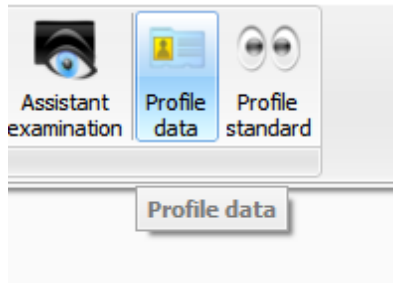 Assistant
examination
Profile
data
Profile
standard
Profile data